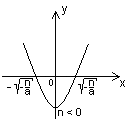 y
-√-n/a
0
√-n/a
x
n < 0